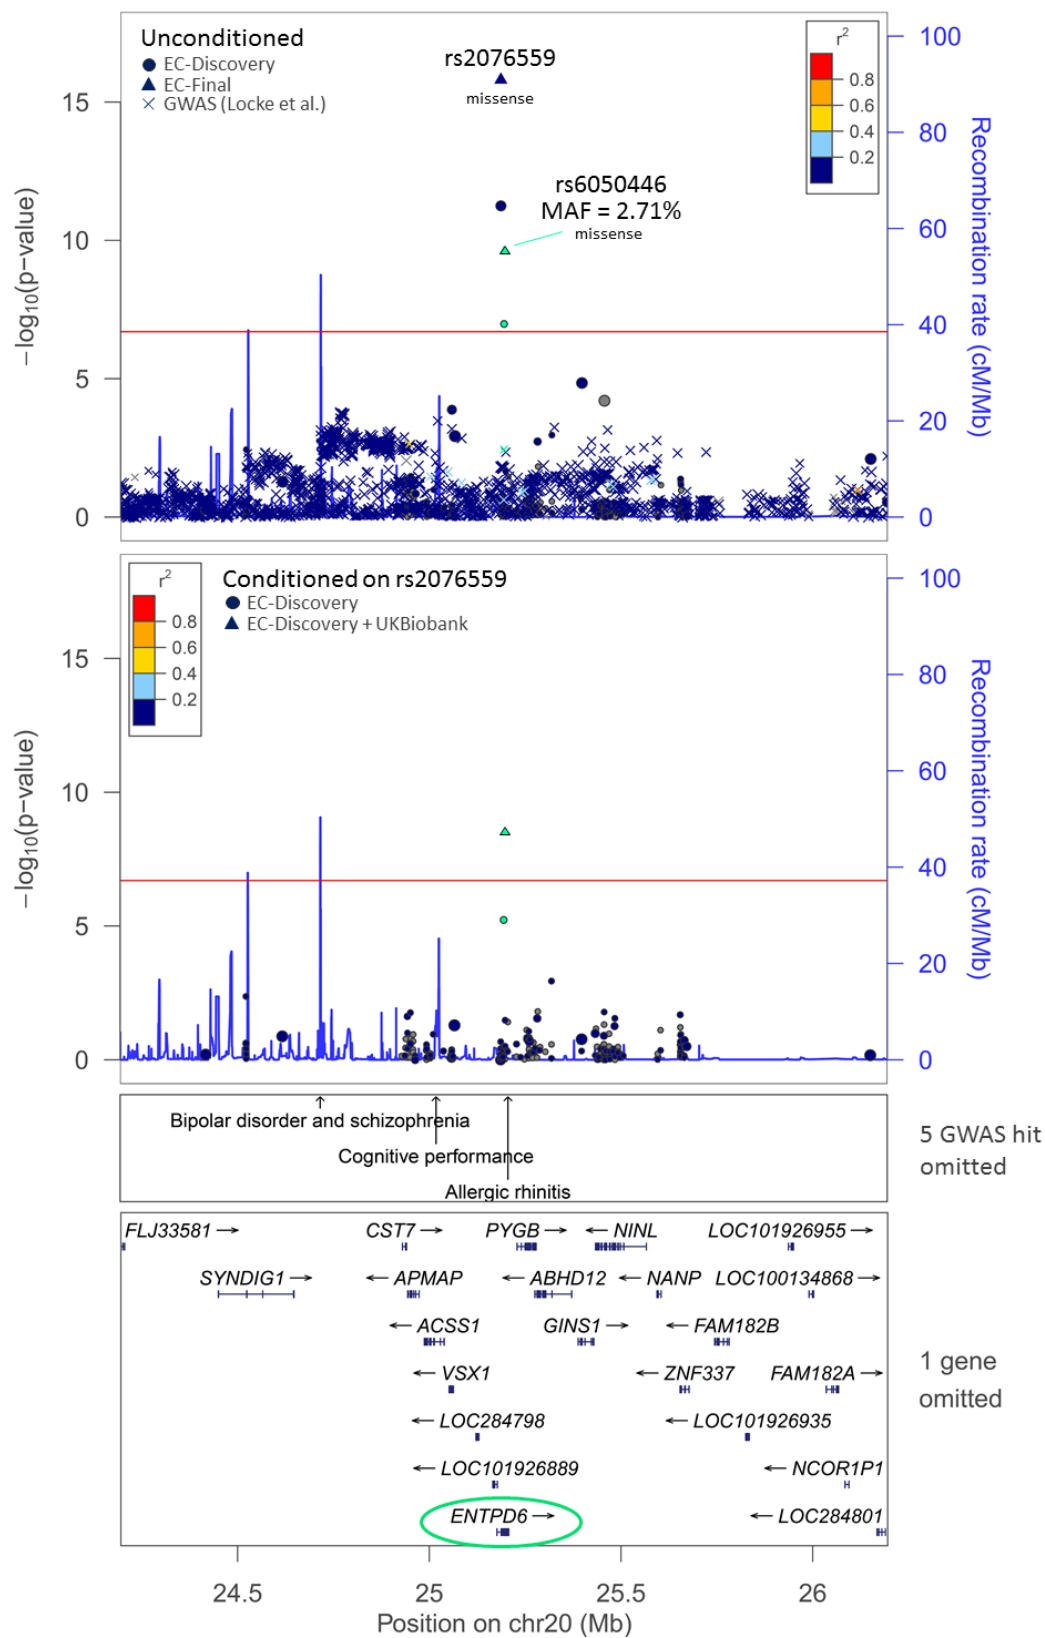 Unconditioned
EC-Discovery
EC-Final
GWAS (Locke et al.)
rs2076559
missense
rs6050446
MAF = 2.71%
missense
r2
0.8
0.6
0.4
0.2
15
10
5
0
−log10(p−value)
100
80
60
40
20
0
Recombination rate (cM/Mb)
r2
0.8
0.6
0.4
0.2
Conditioned on rs2076559
EC-Discovery
EC-Discovery + UKBiobank
15
10
5
0
−log10(p−value)
100
80
60
40
20
0
Recombination rate (cM/Mb)
Bipolar disorder and schizophrenia
Cognitive performance
Allergic rhinitis
5 GWAS hit
omitted
FLJ33581 → CST7 → PYGB → ← NINL LOC101926955 →
SYNDIG1 → ← APMAP ← ABHD12 ← NANP LOC100134868 →
← ACSS1 GINS1 → ← FAM182B
← VSX1 ← ZNF337 FAM182A →
← LOC284798 ← LOC101926935
← LOC101926889 ← NCOR1P1
ENTPD6 → ← LOC284801
1 gene
omitted
24.5 25 25.5 26
Position on chr20 (Mb)